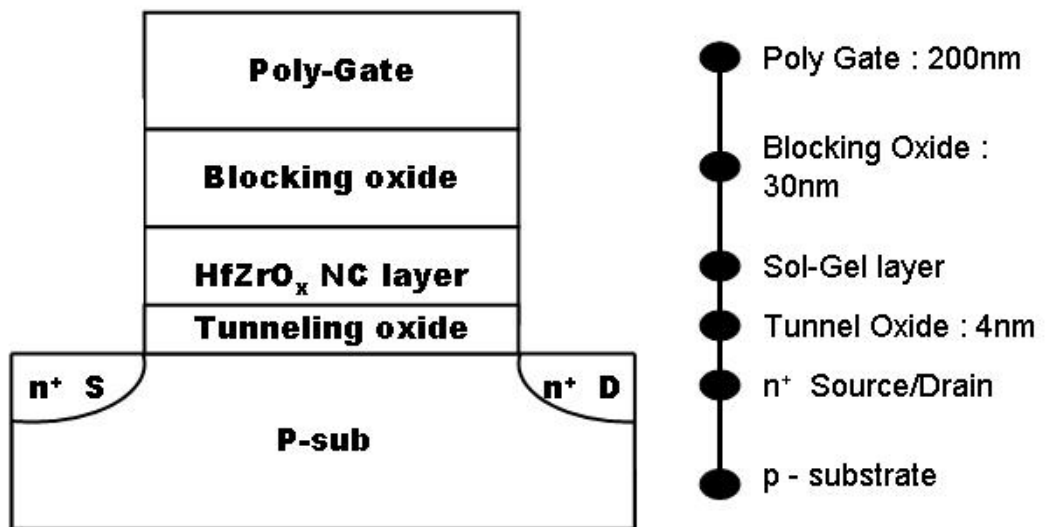 Poly-Gate
Blocking oxide
HfZrOₓ NC layer
Tunneling oxide
n⁺ S
n⁺ D
P-sub
Poly Gate : 200nm
Blocking Oxide :
30nm
Sol-Gel layer
Tunnel Oxide : 4nm
n⁺ Source/Drain
p - substrate